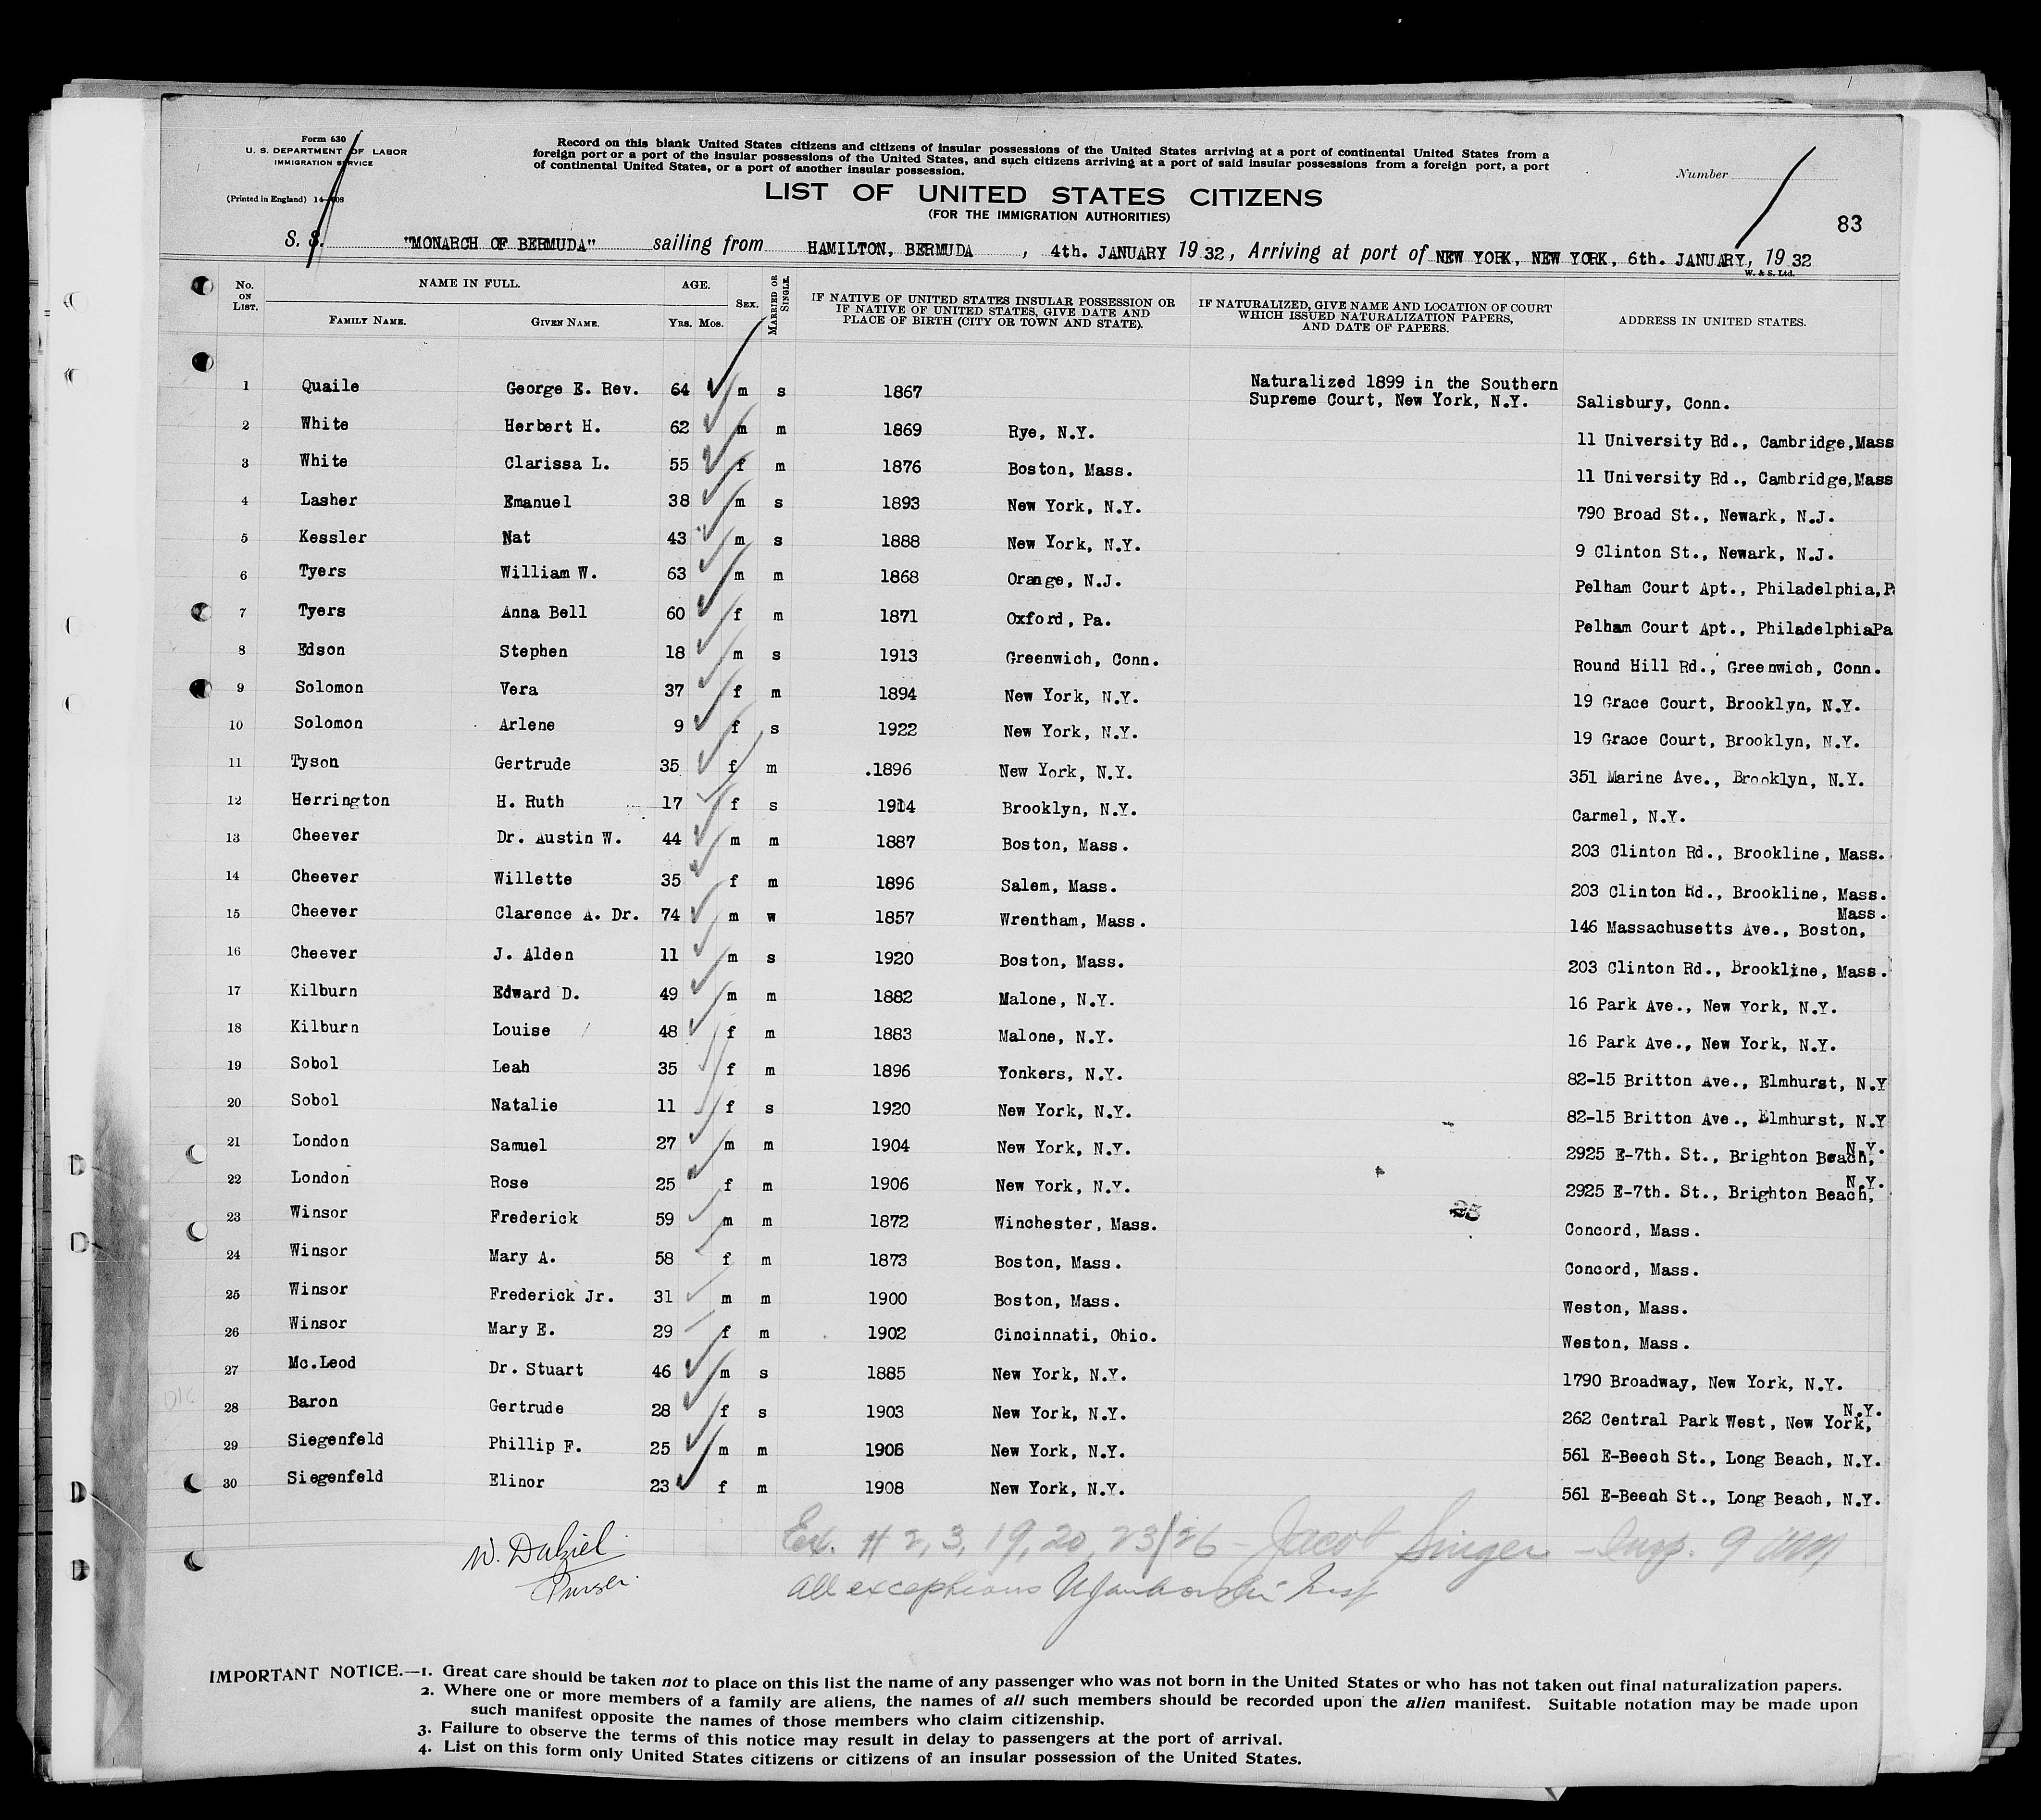 Form 630
U. S. DEPARTMENT OF LABOR
IMMIGRATION SERVICE
(Printed in England) 14—608
Record on this blank United States citizens and citizens of insular possessions of the United States arriving at a port of continental United States from a
foreign port or a port of the insular possessions of the United States, and such citizens arriving at a port of said insular possessions from a foreign port, a port
of continental United States, or a port of another insular possession.
Number
LIST OF UNITED STATES CITIZENS
(FOR THE IMMIGRATION AUTHORITIES)
83
S. S. "MONARCH OF BERMUDA" sailing from HAMILTON, BERMUDA , 4th. JANUARY 19 32, Arriving at port of NEW YORK, NEW YORK, 6th. JANUARY, 19 32
W. & S. Ltd.
No. ON LIST. NAME IN FULL. AGE. SEX. MARRIED OR SINGLE. IF NATIVE OF UNITED STATES INSULAR POSSESSION OR IF NATIVE OF UNITED STATES, GIVE DATE AND PLACE OF BIRTH (CITY OR TOWN AND STATE). IF NATURALIZED, GIVE NAME AND LOCATION OF COURT WHICH ISSUED NATURALIZATION PAPERS, AND DATE OF PAPERS. ADDRESS IN UNITED STATES.
FAMILY NAME. GIVEN NAME. YRS. MOS.
1 Quaile George E. Rev. 64 m s 1867 Naturalized 1899 in the Southern Supreme Court, New York, N.Y. Salisbury, Conn.
2 White Herbert H. 62 m m 1869 Rye, N.Y. 11 University Rd., Cambridge,Mass
3 White Clarissa L. 55 f m 1876 Boston, Mass. 11 University Rd., Cambridge,Mass
4 Lasher Emanuel 38 m s 1893 New York, N.Y. 790 Broad St., Newark, N.J.
5 Kessler Nat 43 m s 1888 New York, N.Y. 9 Clinton St., Newark, N.J.
6 Tyers William W. 63 m m 1868 Orange, N.J. Pelham Court Apt., Philadelphia,P
7 Tyers Anna Bell 60 f m 1871 Oxford, Pa. Pelham Court Apt., PhiladelphiaPa
8 Edson Stephen 18 m s 1913 Greenwich, Conn. Round Hill Rd., Greenwich, Conn.
9 Solomon Vera 37 f m 1894 New York, N.Y. 19 Grace Court, Brooklyn, N.Y.
10 Solomon Arlene 9 f s 1922 New York, N.Y. 19 Grace Court, Brooklyn, N.Y.
11 Tyson Gertrude 35 f m .1896 New York, N.Y. 351 Marine Ave., Brooklyn, N.Y.
12 Herrington H. Ruth 17 f s 1914 Brooklyn, N.Y. Carmel, N.Y.
13 Cheever Dr. Austin W. 44 m m 1887 Boston, Mass. 203 Clinton Rd., Brookline, Mass.
14 Cheever Willette 35 f m 1896 Salem, Mass. 203 Clinton Rd., Brookline, Mass.
15 Cheever Clarence A. Dr. 74 m w 1857 Wrentham, Mass. 146 Massachusetts Ave., Boston, Mass.
16 Cheever J. Alden 11 m s 1920 Boston, Mass. 203 Clinton Rd., Brookline, Mass.
17 Kilburn Edward D. 49 m m 1882 Malone, N.Y. 16 Park Ave., New York, N.Y.
18 Kilburn Louise 48 f m 1883 Malone, N.Y. 16 Park Ave., New York, N.Y.
19 Sobol Leah 35 f m 1896 Yonkers, N.Y. 82-15 Britton Ave., Elmhurst, N.Y
20 Sobol Natalie 11 f s 1920 New York, N.Y. 82-15 Britton Ave., Elmhurst, N.Y
21 London Samuel 27 m m 1904 New York, N.Y. 2925 E-7th. St., Brighton Beach, N.Y.
22 London Rose 25 f m 1906 New York, N.Y. 2925 E-7th. St., Brighton Beach, N.Y.
23 Winsor Frederick 59 m m 1872 Winchester, Mass. Concord, Mass.
24 Winsor Mary A. 58 f m 1873 Boston, Mass. Concord, Mass.
25 Winsor Frederick Jr. 31 m m 1900 Boston, Mass. Weston, Mass.
26 Winsor Mary E. 29 f m 1902 Cincinnati, Ohio. Weston, Mass.
27 Mc.Leod Dr. Stuart 46 m s 1885 New York, N.Y. 1790 Broadway, New York, N.Y.
28 Baron Gertrude 28 f s 1903 New York, N.Y. 262 Central Park West, New York, N.Y.
29 Siegenfeld Phillip F. 25 m m 1906 New York, N.Y. 561 E-Beech St., Long Beach, N.Y.
30 Siegenfeld Elinor 23 f m 1908 New York, N.Y. 561 E-Beech St., Long Beach, N.Y.
Ex. # 2, 3, 19, 20, 23/26 - Jacob Singer - Insp.
W. Dalziel
Purser.
All exceptions Insp
IMPORTANT NOTICE.—1. Great care should be taken not to place on this list the name of any passenger who was not born in the United States or who has not taken out final naturalization papers.
2. Where one or more members of a family are aliens, the names of all such members should be recorded upon the alien manifest. Suitable notation may be made upon
such manifest opposite the names of those members who claim citizenship.
3. Failure to observe the terms of this notice may result in delay to passengers at the port of arrival.
4. List on this form only United States citizens or citizens of an insular possession of the United States.